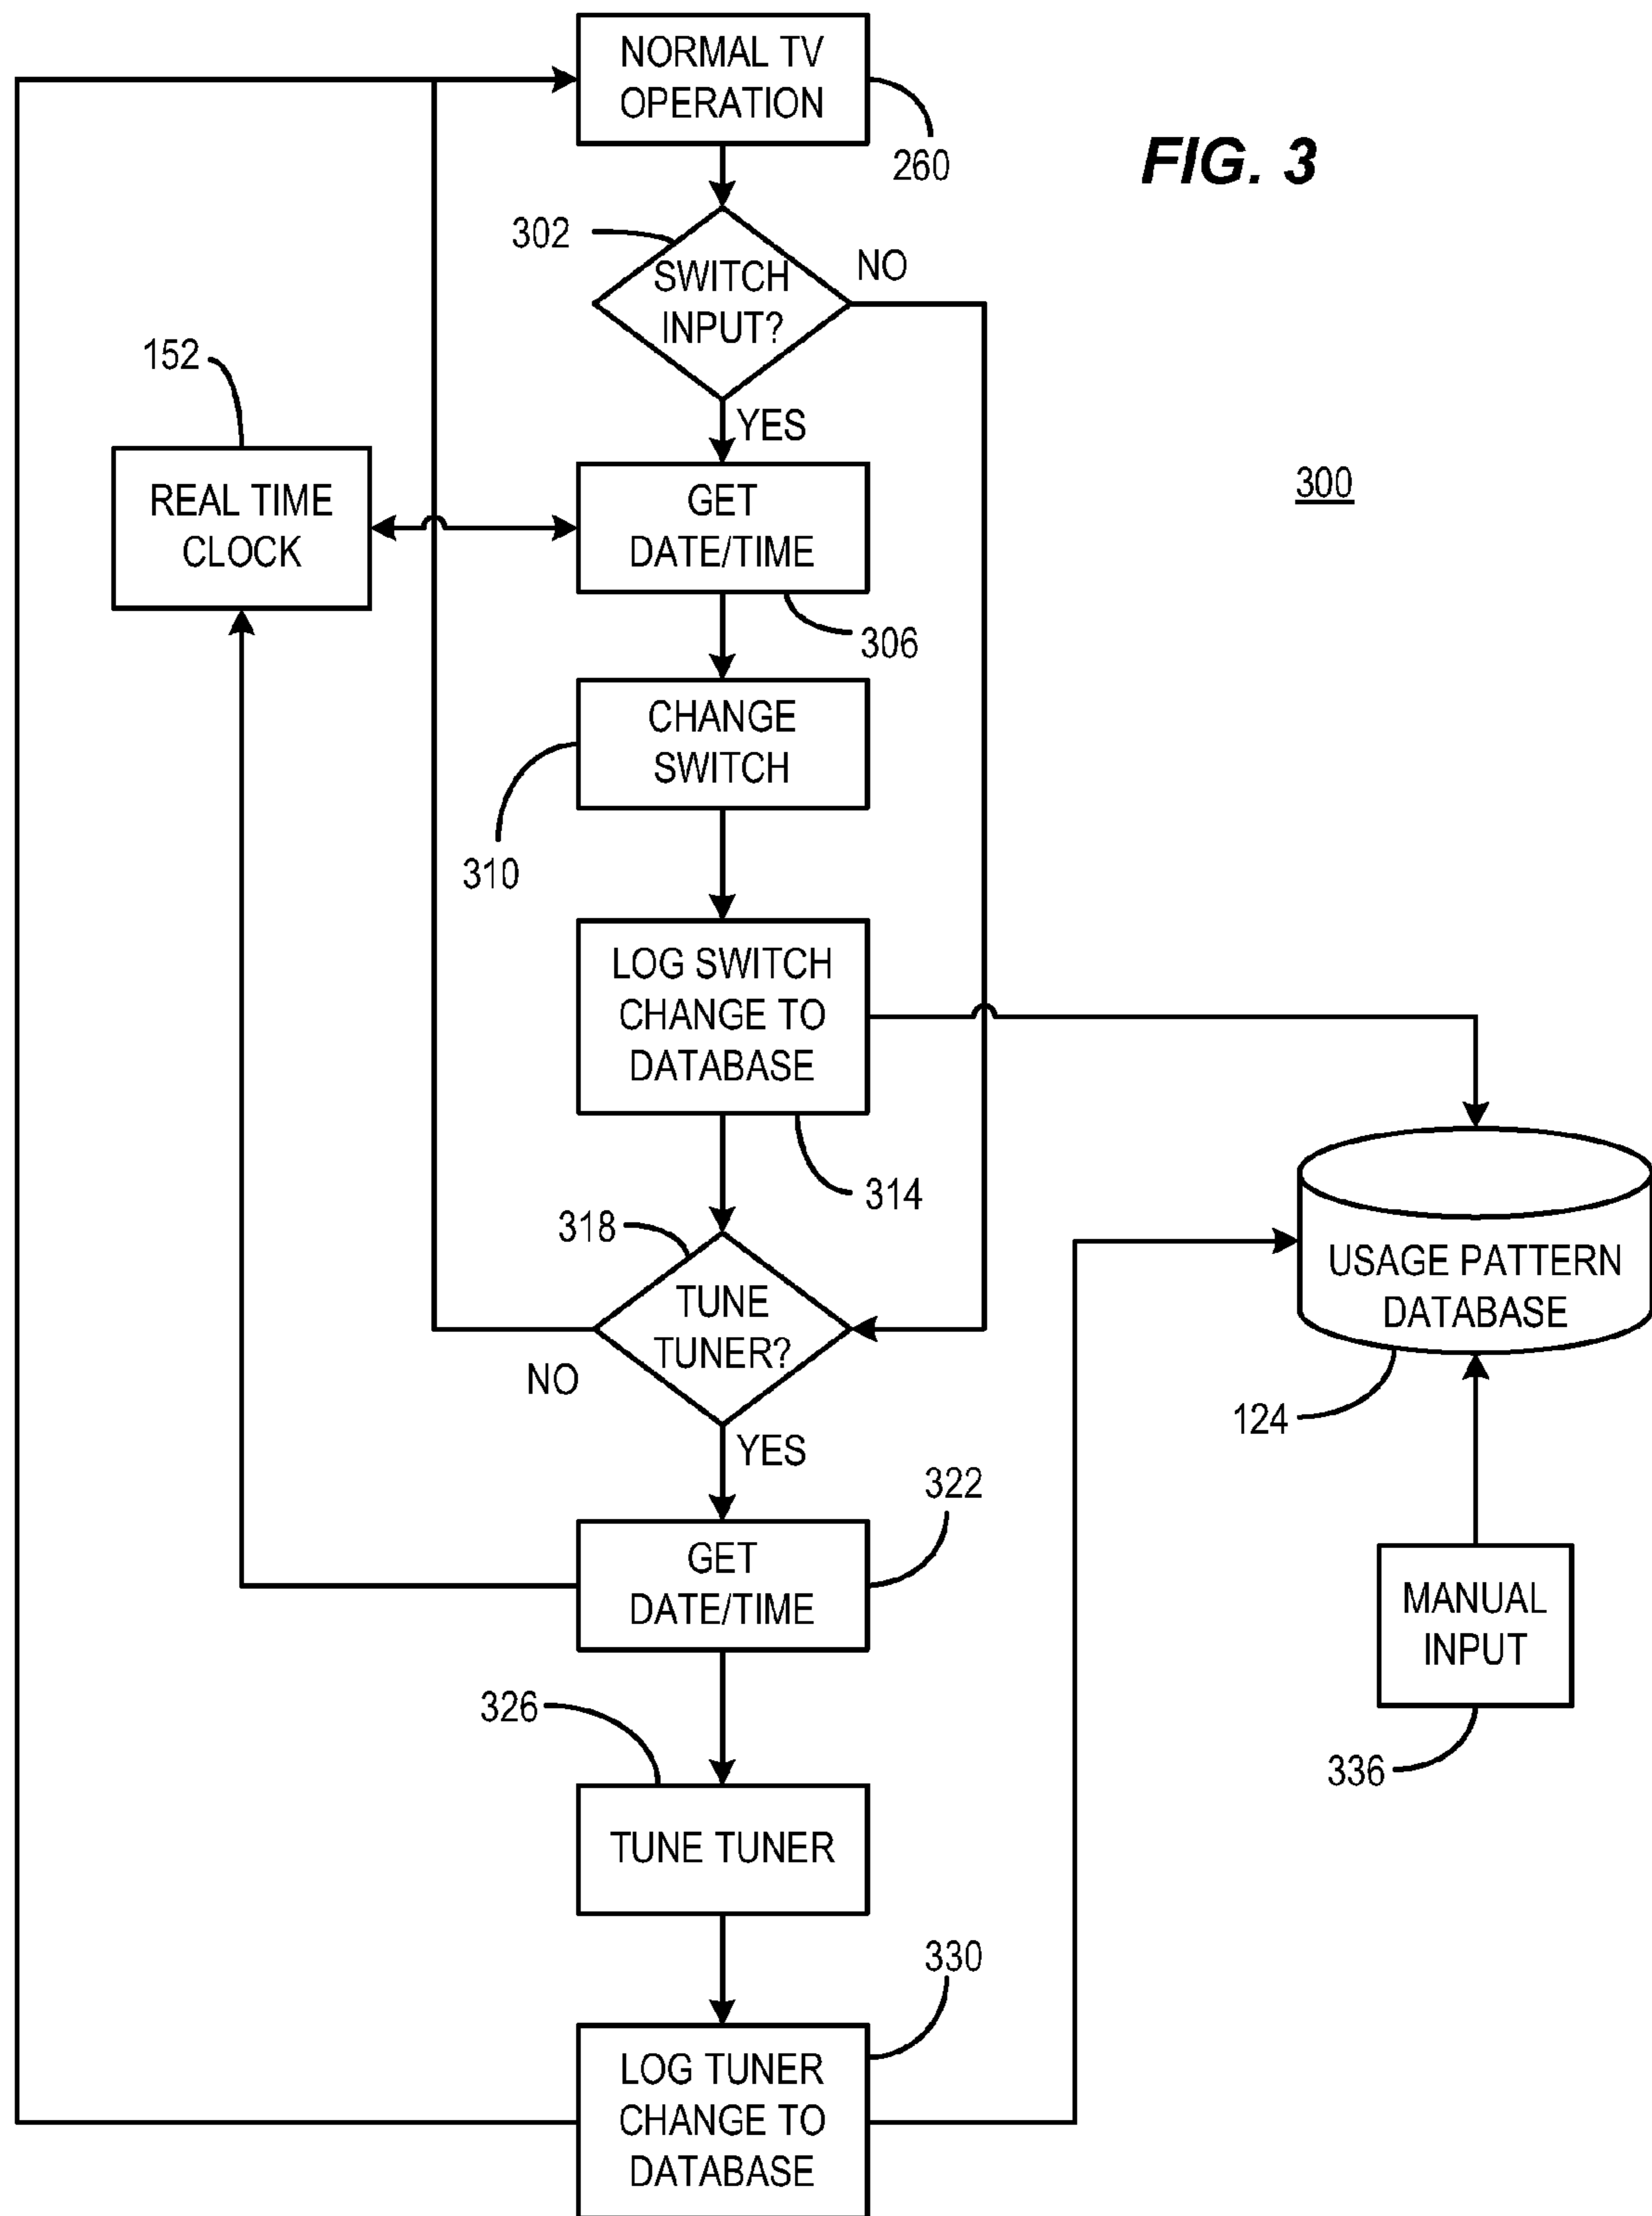 NORMAL TV
OPERATION
260
FIG. 3
302
SWITCH
INPUT?
NO
152
YES
REAL TIME
CLOCK
GET
DATE/TIME
300
306
CHANGE
SWITCH
310
LOG SWITCH
CHANGE TO
DATABASE
314
318
TUNE
TUNER?
NO
USAGE PATTERN
DATABASE
124
YES
322
GET
DATE/TIME
MANUAL
INPUT
336
326
TUNE TUNER
330
LOG TUNER
CHANGE TO
DATABASE